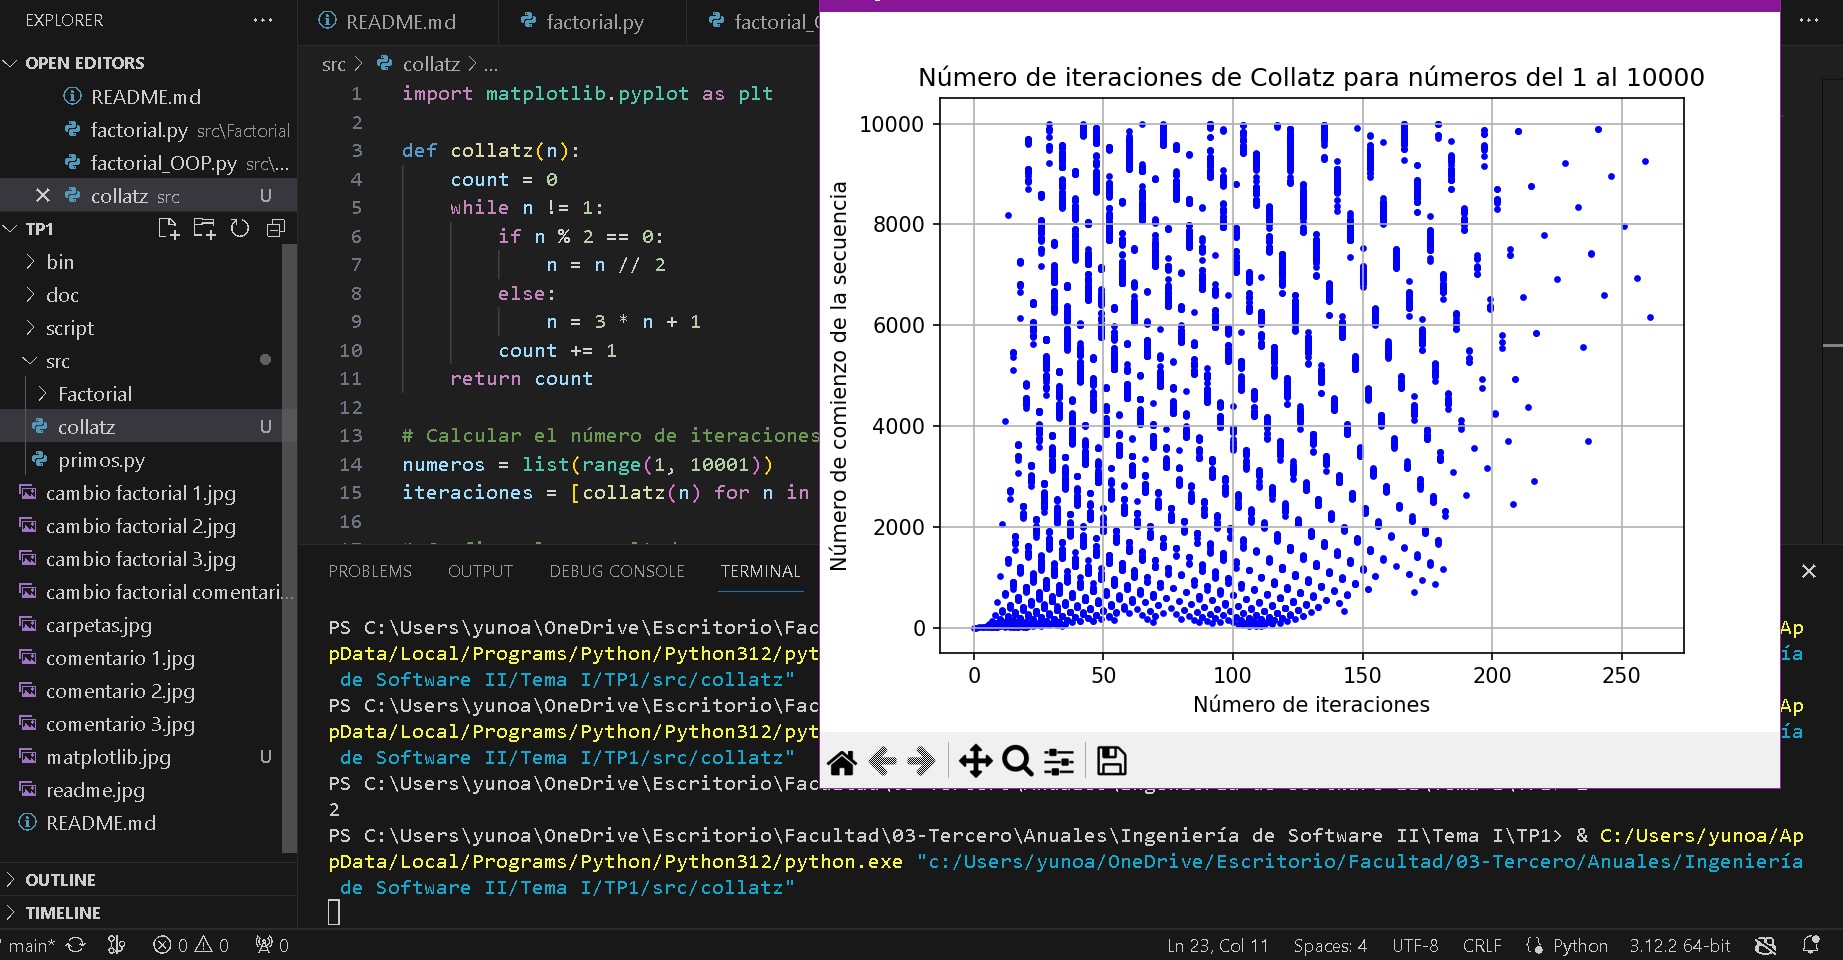 EXPLORER
OPEN EDITORS
README.md
factorial.py src\Factorial
factorial_OOP.py src\...
collatz src U
TP1
bin
doc
script
src
Factorial
collatz U
primos.py
cambio factorial 1.jpg
cambio factorial 2.jpg
cambio factorial 3.jpg
cambio factorial comentari...
carpetas.jpg
comentario 1.jpg
comentario 2.jpg
comentario 3.jpg
matplotlib.jpg U
readme.jpg
README.md
OUTLINE
TIMELINE
README.md factorial.py factorial_
src > collatz > ...
1 import matplotlib.pyplot as plt
2
3 def collatz(n):
4 count = 0
5 while n != 1:
6 if n % 2 == 0:
7 n = n // 2
8 else:
9 n = 3 * n + 1
10 count += 1
11 return count
12
13 # Calcular el número de iteraciones
14 numeros = list(range(1, 10001))
15 iteraciones = [collatz(n) for n in
16
PROBLEMS OUTPUT DEBUG CONSOLE TERMINAL
PS C:\Users\yunoa\OneDrive\Escritorio\Fac Ap
pData/Local/Programs/Python/Python312/pyt ía
de Software II/Tema I/TP1/src/collatz"
PS C:\Users\yunoa\OneDrive\Escritorio\Fac Ap
pData/Local/Programs/Python/Python312/pyt ía
de Software II/Tema I/TP1/src/collatz"
PS C:\Users\yunoa\OneDrive\Escritorio\Fac
2
PS C:\Users\yunoa\OneDrive\Escritorio\Facultad\03-Tercero\Anuales\Ingeniería de Software II\Tema I\TP1> & C:/Users/yunoa/Ap
pData/Local/Programs/Python/Python312/python.exe "c:/Users/yunoa/OneDrive/Escritorio/Facultad/03-Tercero/Anuales/Ingeniería
de Software II/Tema I/TP1/src/collatz"
Número de iteraciones de Collatz para números del 1 al 10000
Número de comienzo de la secuencia
10000
8000
6000
4000
2000
0
0 50 100 150 200 250
Número de iteraciones
main* 0 0 0
Ln 23, Col 11 Spaces: 4 UTF-8 CRLF Python 3.12.2 64-bit